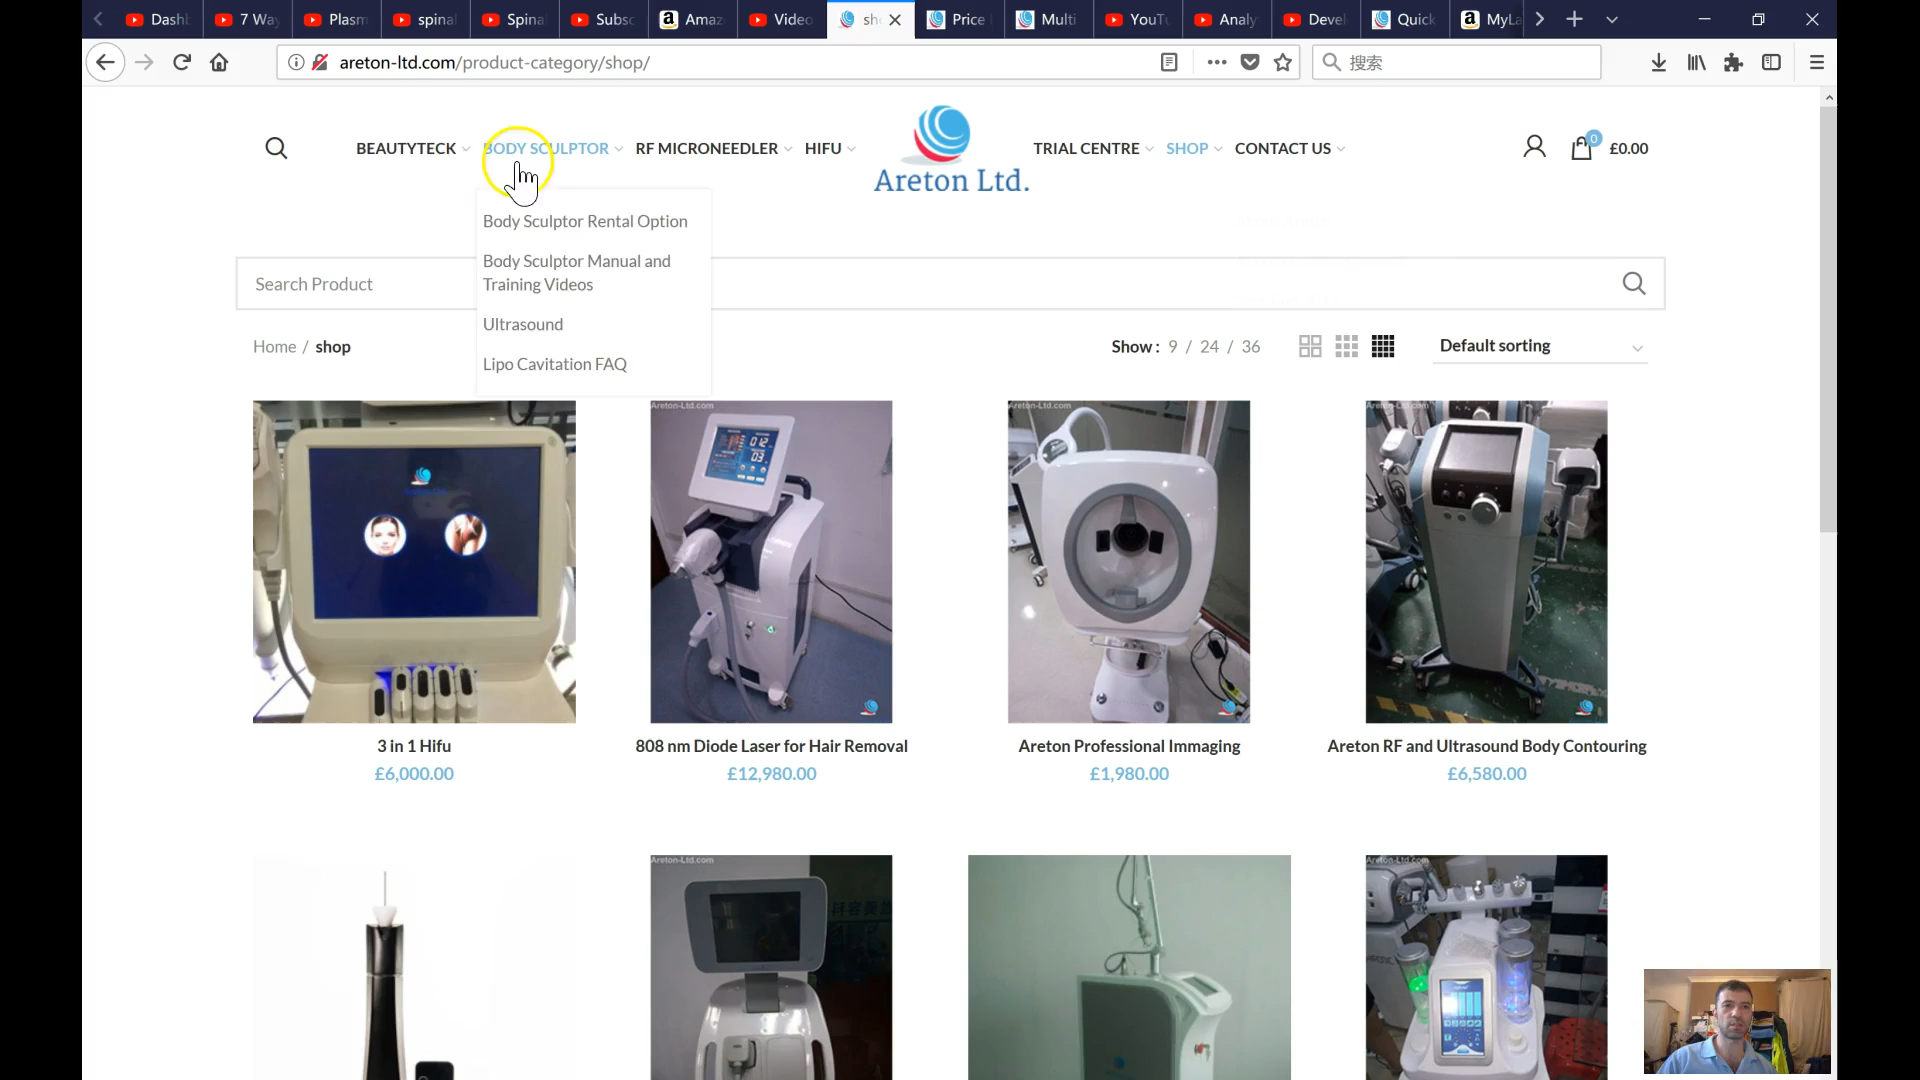 Dash
7 Wa
Plasm
spinal
Spina
Subsc
Amaz
Video
sh
Price
Multi
YouTu
Analy
Deve
Quick
MyLa
areton-ltd.com/product-category/shop/
搜索
BEAUTYTECK
BODY SCULPTOR
RF MICRONEEDLER
HIFU
Areton Ltd.
TRIAL CENTRE
SHOP
CONTACT US
0
£0.00
Body Sculptor Rental Option
Body Sculptor Manual and
Training Videos
Ultrasound
Lipo Cavitation FAQ
Search Product
Home / shop
Show : 9 / 24 / 36
Default sorting
Areton-Ltd.com
Areton-Ltd.com
Areton-Ltd.com
3 in 1 Hifu
£6,000.00
808 nm Diode Laser for Hair Removal
£12,980.00
Areton Professional Immaging
£1,980.00
Areton RF and Ultrasound Body Contouring
£6,580.00
Areton-Ltd.com
Areton-Ltd.com